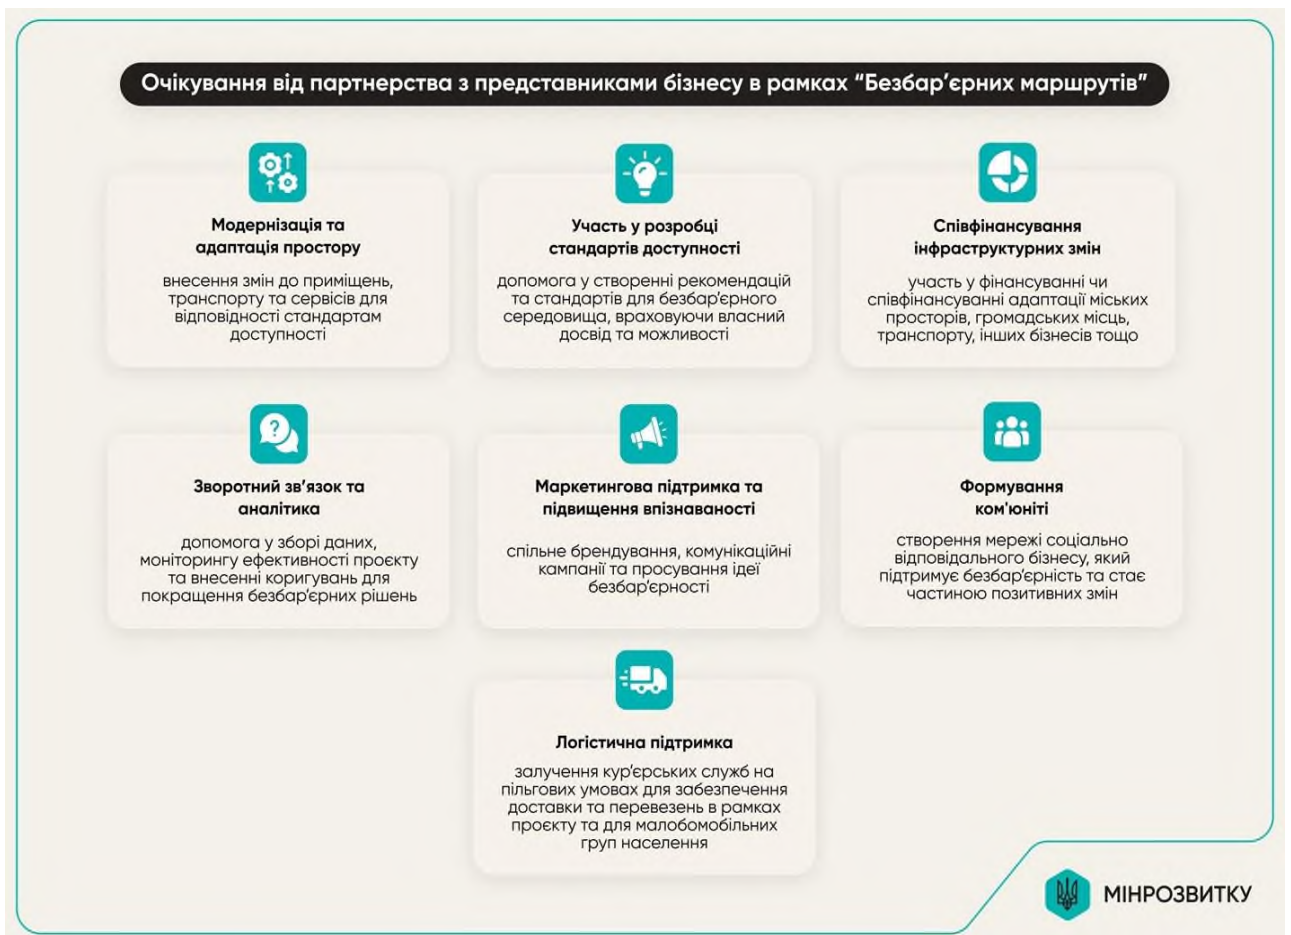 Очікування від партнерства з представниками бізнесу в рамках “Безбар’єрних маршрутів”
Модернізація та
адаптація простору
внесення змін до приміщень,
транспорту та сервісів для
відповідності стандартам
доступності
Участь у розробці
стандартів доступності
допомога у створенні рекомендацій
та стандартів для безбар’єрного
середовища, враховуючи власний
досвід та можливості
Співфінансування
інфраструктурних змін
участь у фінансуванні чи
співфінансуванні адаптації міських
просторів, громадських місць,
транспорту, інших бізнесів тощо
Зворотний зв’язок та
аналітика
допомога у зборі даних,
моніторингу ефективності проєкту
та внесенні коригувань для
покращення безбар’єрних рішень
Маркетингова підтримка та
підвищення впізнаваності
спільне брендування, комунікаційні
кампанії та просування ідеї
безбар’єрності
Формування
ком'юніті
створення мережі соціально
відповідального бізнесу, який
підтримує безбар’єрність та стає
частиною позитивних змін
Логістична підтримка
залучення кур’єрських служб на
пільгових умовах для забезпечення
доставки та перевезень в рамках
проєкту та для малобомобільних
груп населення
МІНРОЗВИТКУ